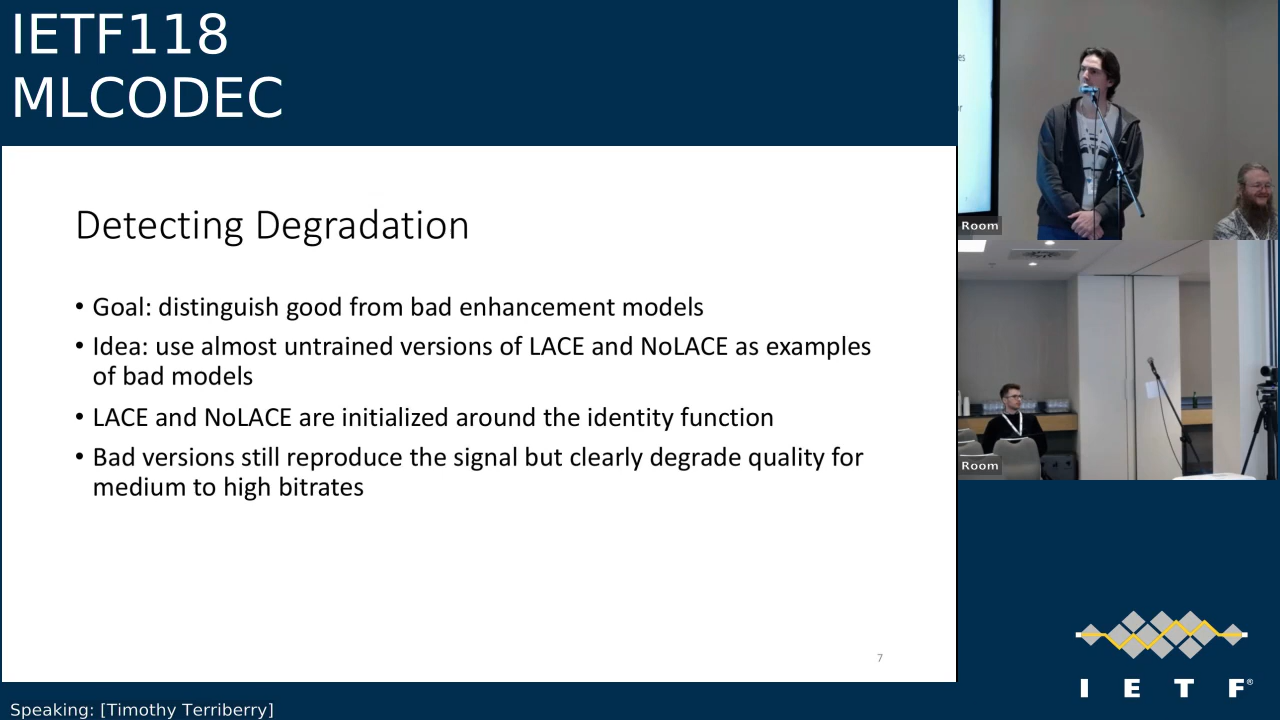 IETF118
MLCODEC
Detecting Degradation
• Goal: distinguish good from bad enhancement models
• Idea: use almost untrained versions of LACE and NoLACE as examples
of bad models
• LACE and NoLACE are initialized around the identity function
• Bad versions still reproduce the signal but clearly degrade quality for
medium to high bitrates
7
Speaking: [Timothy Terriberry]
Room
Room
I E T F®